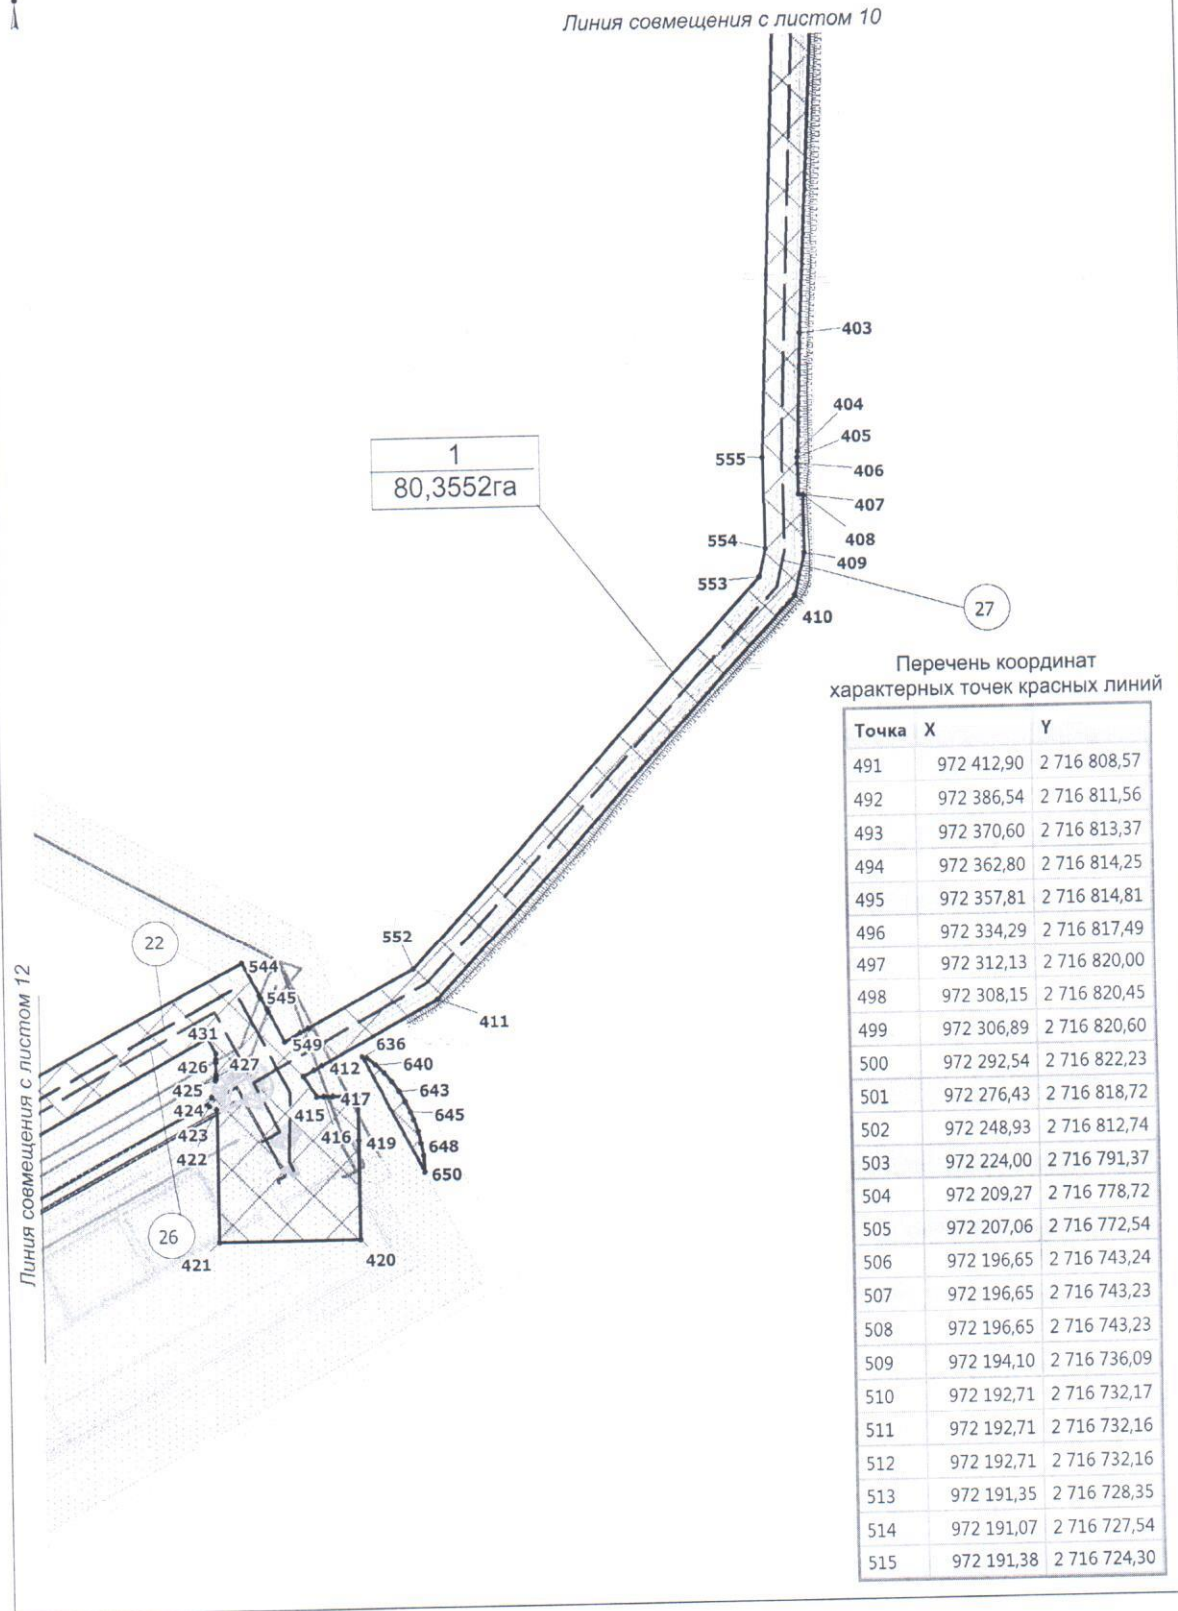 Линия совмещения с листом 10
403
404
405
555
406
1
80,3552га
407
408
554
409
553
410
27
Перечень координат
характерных точек красных линий
Точка X Y
491 972 412,90 2 716 808,57
492 972 386,54 2 716 811,56
493 972 370,60 2 716 813,37
494 972 362,80 2 716 814,25
495 972 357,81 2 716 814,81
496 972 334,29 2 716 817,49
497 972 312,13 2 716 820,00
498 972 308,15 2 716 820,45
499 972 306,89 2 716 820,60
500 972 292,54 2 716 822,23
501 972 276,43 2 716 818,72
502 972 248,93 2 716 812,74
503 972 224,00 2 716 791,37
504 972 209,27 2 716 778,72
505 972 207,06 2 716 772,54
506 972 196,65 2 716 743,24
507 972 196,65 2 716 743,23
508 972 196,65 2 716 743,23
509 972 194,10 2 716 736,09
510 972 192,71 2 716 732,17
511 972 192,71 2 716 732,16
512 972 192,71 2 716 732,16
513 972 191,35 2 716 728,35
514 972 191,07 2 716 727,54
515 972 191,38 2 716 724,30
552
22
544
545
411
431
549
636
426
427
412
640
425
643
424
415
417
645
423
416
419
648
422
650
26
421
420
Линия совмещения с листом 12